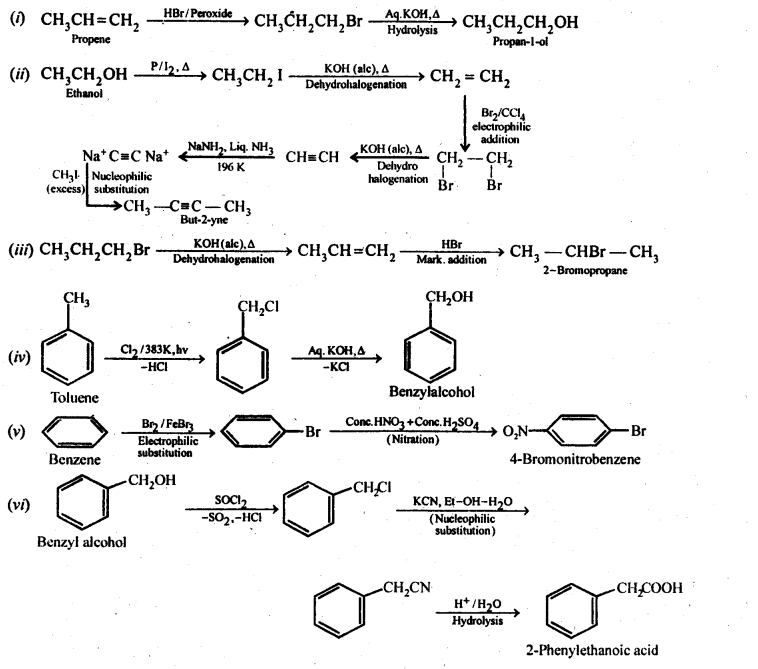 (i) CH₃CH=CH₂ HBr/Peroxide CH₃CH₂CH₂Br Aq.KOH,Δ CH₃CH₂CH₂OH
Propene Hydrolysis Propan-1-ol
(ii) CH₃CH₂OH P/I₂, Δ CH₃CH₂ I KOH (alc), Δ CH₂=CH₂
Ethanol Dehydrohalogenation
Br₂/CCl₄
electrophilic
addition
Na⁺ C≡C Na⁺ NaNH₂, Liq. NH₃ CH≡CH KOH (alc), Δ CH₂—CH₂
196 K Dehydro
halogenation
Br Br
CH₃I Nucleophilic
(excess) substitution
CH₃ —C≡C— CH₃
But-2-yne
(iii) CH₃CH₂CH₂Br KOH(alc), Δ CH₃CH=CH₂ HBr CH₃ — CHBr — CH₃
Dehydrohalogenation Mark. addition 2-Bromopropane
CH₃ CH₂Cl CH₂OH
(iv) Cl₂/383K, hv Aq. KOH, Δ
–HCl –KCl
Toluene Benzylalcohol
(v) Br₂/FeBr₃ Br Conc.HNO₃+Conc.H₂SO₄ O₂N Br
Benzene Electrophilic (Nitration)
substitution 4-Bromonitrobenzene
(vi) CH₂OH SOCl₂ CH₂Cl KCN, Et–OH–H₂O
–SO₂,–HCl (Nucleophilic
substitution)
Benzyl alcohol
CH₂CN H⁺/H₂O CH₂COOH
Hydrolysis
2-Phenylethanoic acid